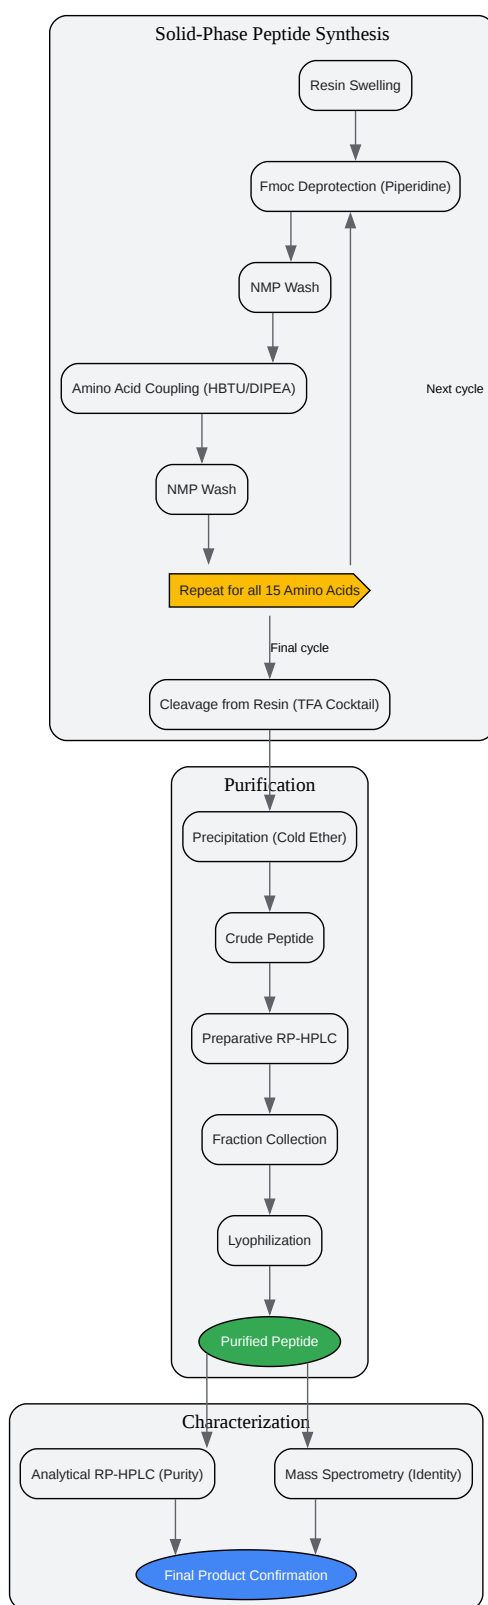 Solid-Phase Peptide Synthesis
Resin Swelling
Fmoc Deprotection (Piperidine)
NMP Wash
Amino Acid Coupling (HBTU/DIPEA)
Next cycle
NMP Wash
Repeat for all 15 Amino Acids
Final cycle
Cleavage from Resin (TFA Cocktail)
Purification
Precipitation (Cold Ether)
Crude Peptide
Preparative RP-HPLC
Fraction Collection
Lyophilization
Purified Peptide
Characterization
Analytical RP-HPLC (Purity)
Mass Spectrometry (Identity)
Final Product Confirmation